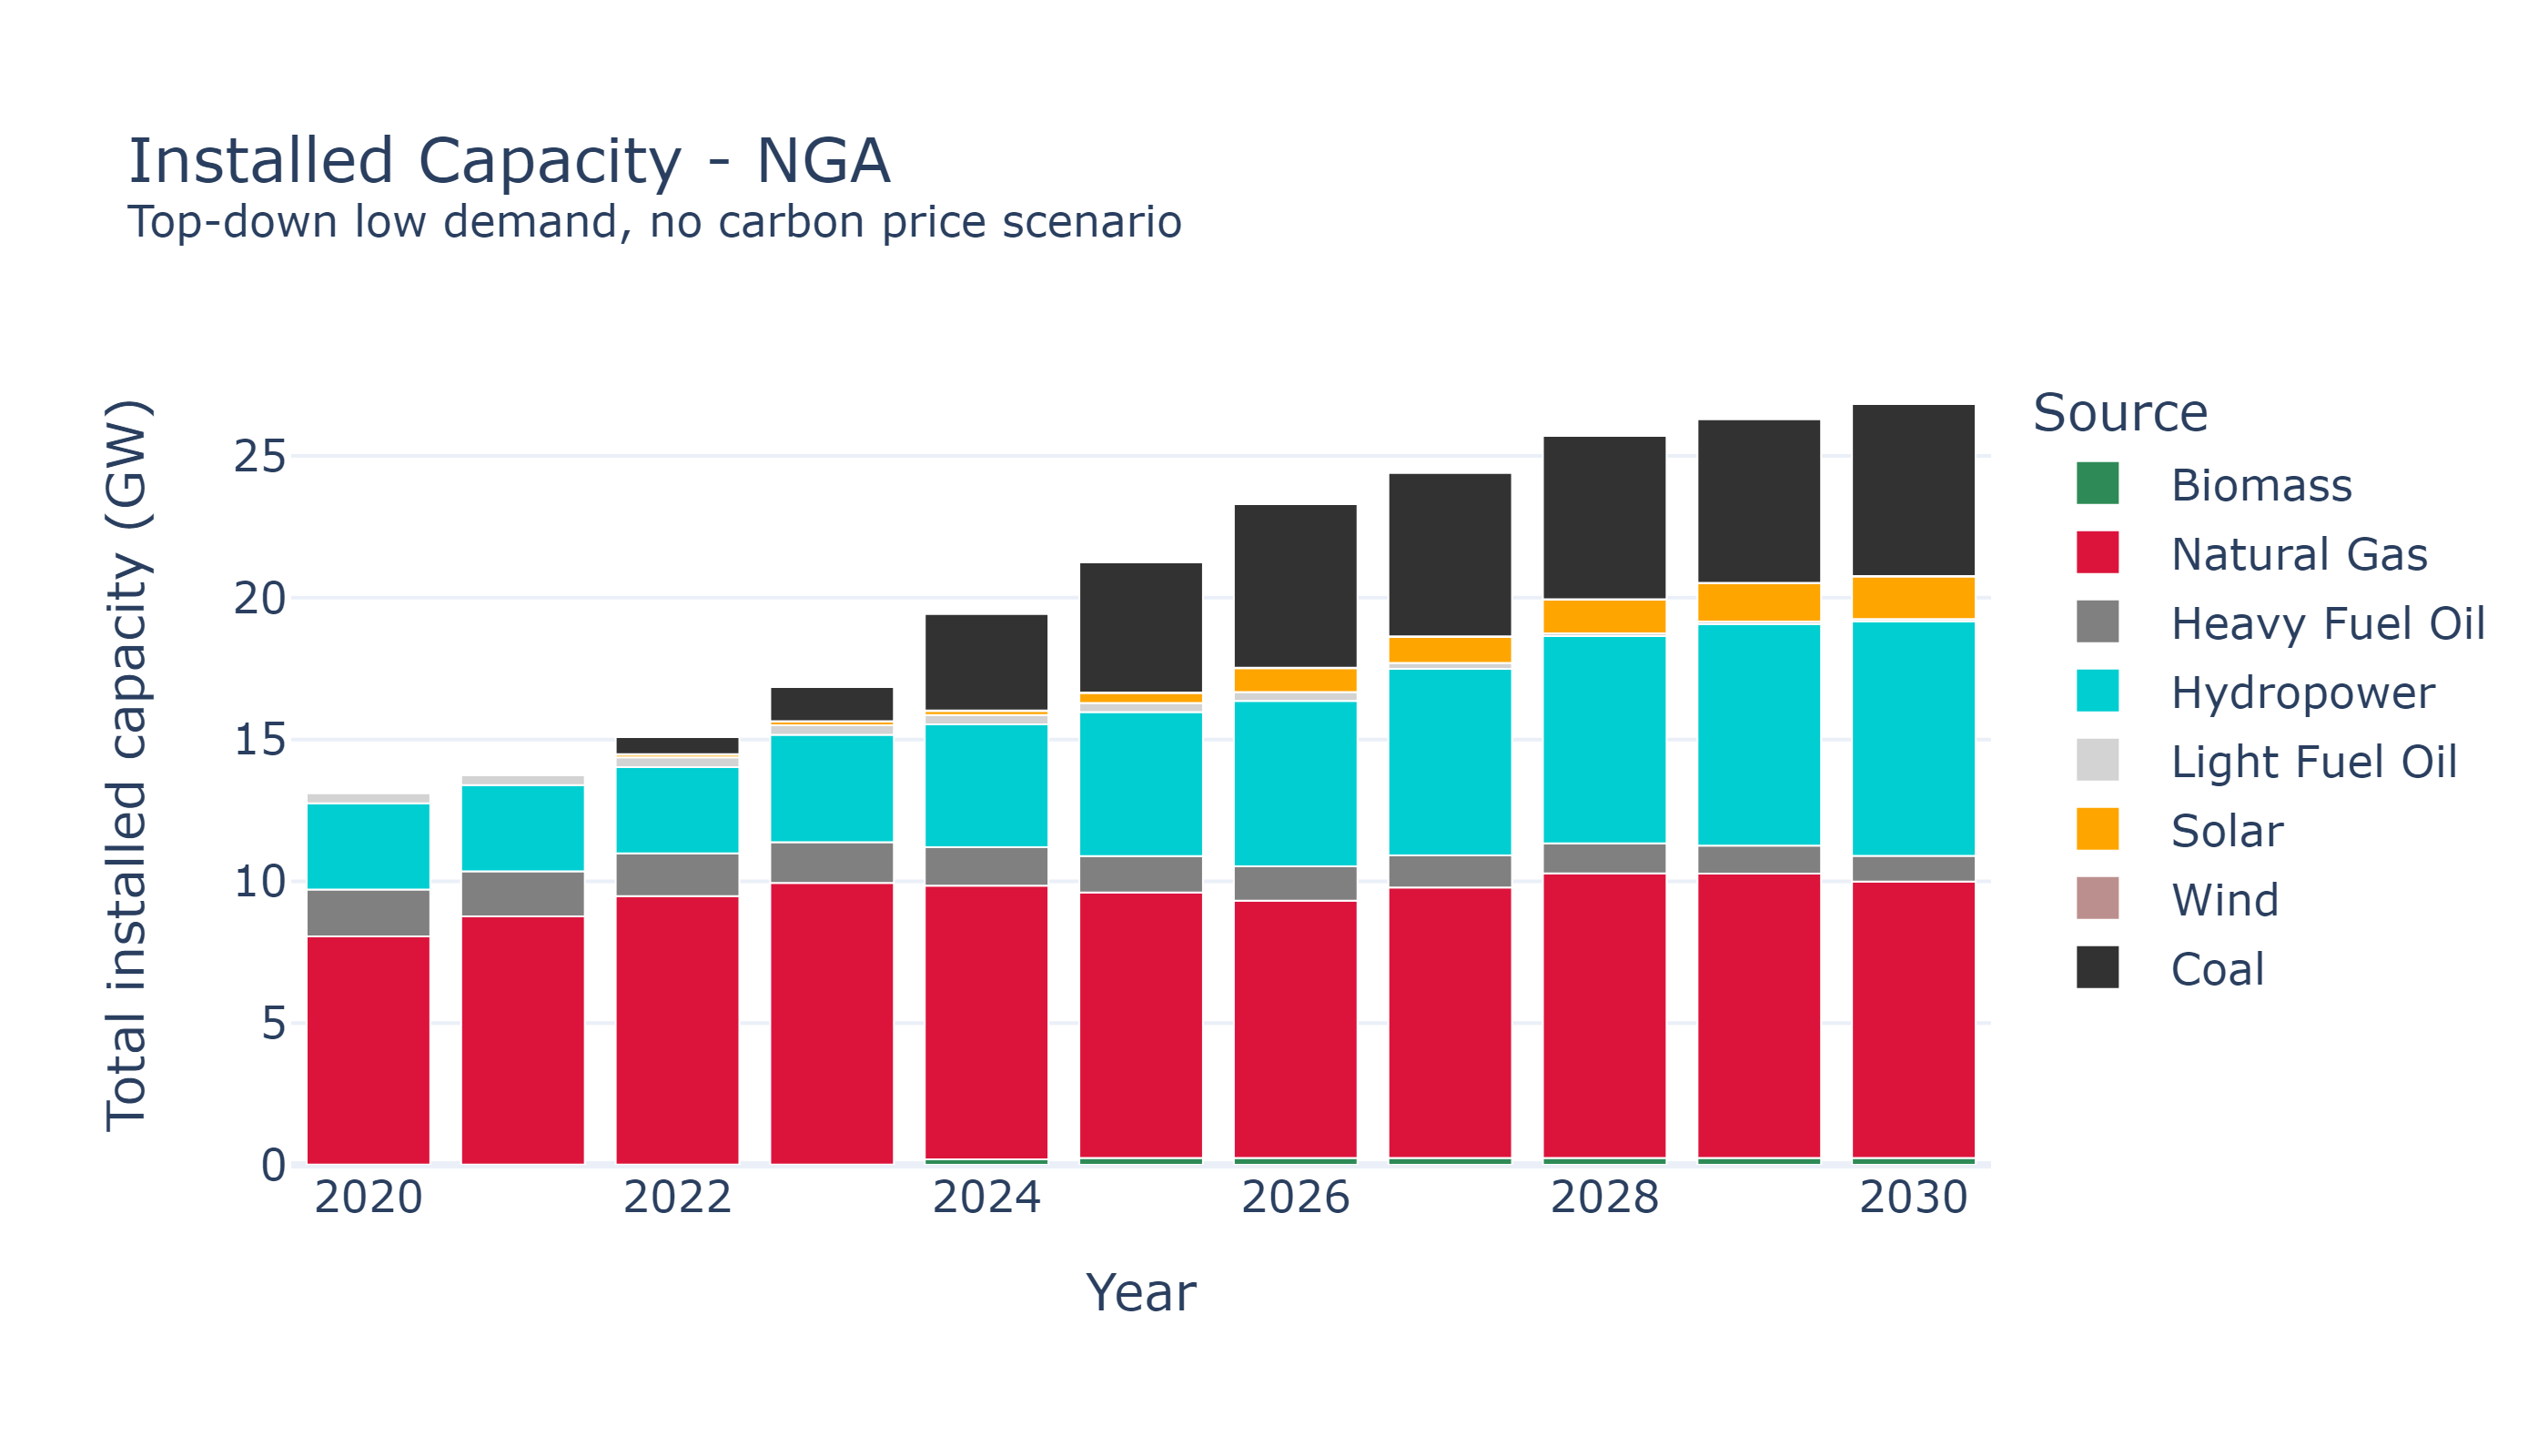 Installed Capacity - NGA
Top-down low demand, no carbon price scenario
Total installed capacity (GW)
25
20
15
10
5
0
2020
2022
2024
2026
2028
2030
Year
Source
Biomass
Natural Gas
Heavy Fuel Oil
Hydropower
Light Fuel Oil
Solar
Wind
Coal